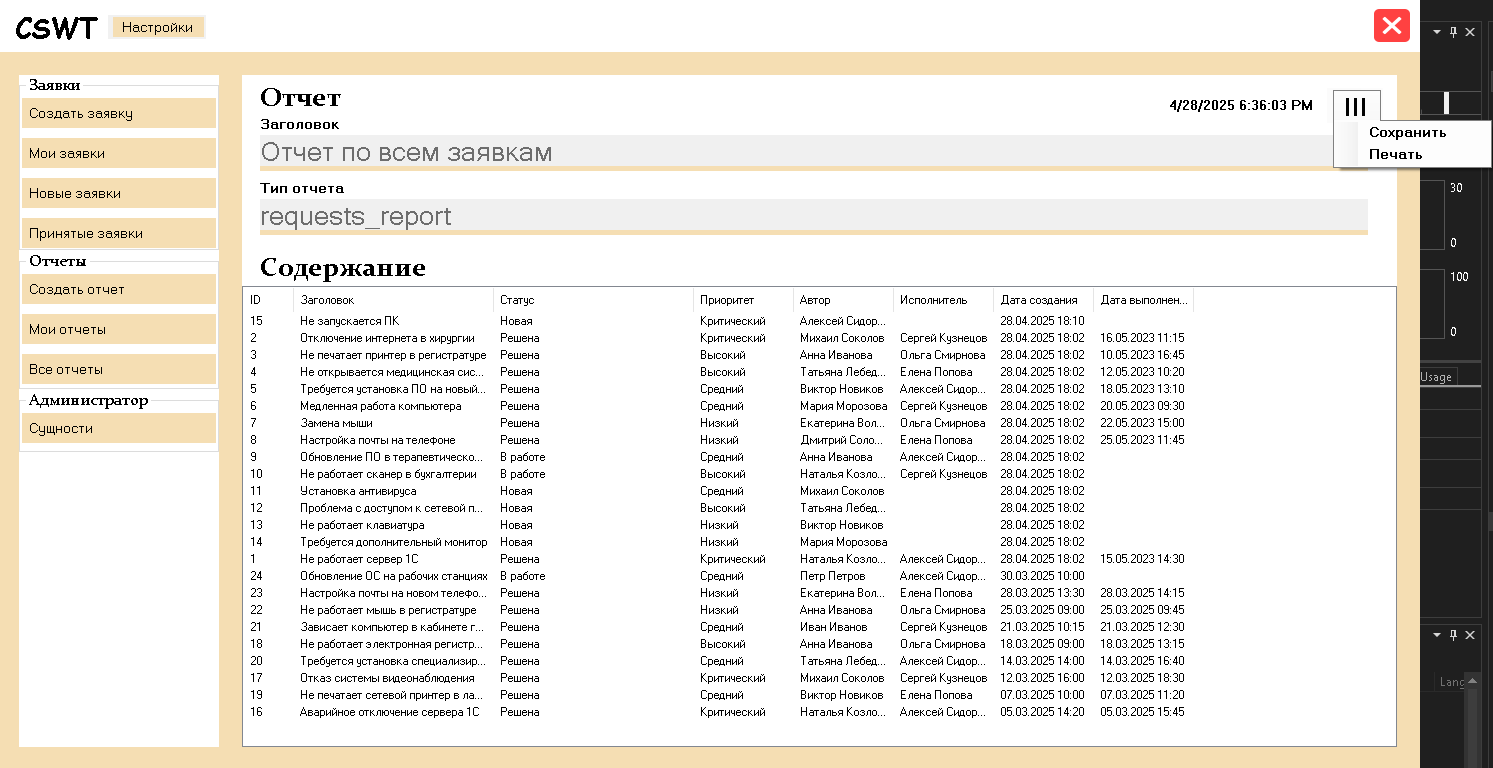 CSWT Настройки
Заявки
Создать заявку
Мои заявки
Новые заявки
Принятые заявки
Отчеты
Создать отчет
Мои отчеты
Все отчеты
Администратор
Сущности
Отчет
4/28/2025 6:36:03 PM
Сохранить
Печать
Заголовок
Отчет по всем заявкам
Тип отчета
requests_report
Содержание
ID Заголовок Статус Приоритет Автор Исполнитель Дата создания Дата выполнен...
15 Не запускается ПК Новая Критический Алексей Сидор... 28.04.2025 18:10
2 Отключение интернета в хирургии Решена Критический Михаил Соколов Сергей Кузнецов 28.04.2025 18:02 16.05.2023 11:15
3 Не печатает принтер в регистратуре Решена Высокий Анна Иванова Ольга Смирнова 28.04.2025 18:02 10.05.2023 16:45
4 Не открывается медицинская сис... Решена Высокий Татьяна Лебед... Елена Попова 28.04.2025 18:02 12.05.2023 10:20
5 Требуется установка ПО на новый... Решена Средний Виктор Новиков Алексей Сидор... 28.04.2025 18:02 18.05.2023 13:10
6 Медленная работа компьютера Решена Средний Мария Морозова Сергей Кузнецов 28.04.2025 18:02 20.05.2023 09:30
7 Замена мыши Решена Низкий Екатерина Вол... Ольга Смирнова 28.04.2025 18:02 22.05.2023 15:00
8 Настройка почты на телефоне Решена Низкий Дмитрий Соло... Елена Попова 28.04.2025 18:02 25.05.2023 11:45
9 Обновление ПО в терапевтическо... В работе Средний Анна Иванова Алексей Сидор... 28.04.2025 18:02
10 Не работает сканер в бухгалтерии В работе Высокий Наталья Козло... Сергей Кузнецов 28.04.2025 18:02
11 Установка антивируса Новая Средний Михаил Соколов 28.04.2025 18:02
12 Проблема с доступом к сетевой п... Новая Высокий Татьяна Лебед... 28.04.2025 18:02
13 Не работает клавиатура Новая Низкий Виктор Новиков 28.04.2025 18:02
14 Требуется дополнительный монитор Новая Низкий Мария Морозова 28.04.2025 18:02
1 Не работает сервер 1С Решена Критический Наталья Козло... Алексей Сидор... 28.04.2025 18:02 15.05.2023 14:30
24 Обновление ОС на рабочих станциях В работе Средний Петр Петров Алексей Сидор... 30.03.2025 10:00
23 Настройка почты на новом телефо... Решена Низкий Екатерина Вол... Елена Попова 28.03.2025 13:30 28.03.2025 14:15
22 Не работает мышь в регистратуре Решена Низкий Анна Иванова Ольга Смирнова 25.03.2025 09:00 25.03.2025 09:45
21 Зависает компьютер в кабинете г... Решена Средний Иван Иванов Сергей Кузнецов 21.03.2025 10:15 21.03.2025 12:30
18 Не работает электронная регистр... Решена Высокий Анна Иванова Ольга Смирнова 18.03.2025 09:00 18.03.2025 13:15
20 Требуется установка специализир... Решена Средний Татьяна Лебед... Алексей Сидор... 14.03.2025 14:00 14.03.2025 16:40
17 Отказ системы видеонаблюдения Решена Критический Михаил Соколов Сергей Кузнецов 12.03.2025 16:00 12.03.2025 18:30
19 Не печатает сетевой принтер в ла... Решена Средний Виктор Новиков Елена Попова 07.03.2025 10:00 07.03.2025 11:20
16 Аварийное отключение сервера 1С Решена Критический Наталья Козло... Алексей Сидор... 05.03.2025 14:20 05.03.2025 15:45
30
0
100
0
Usage
Lang